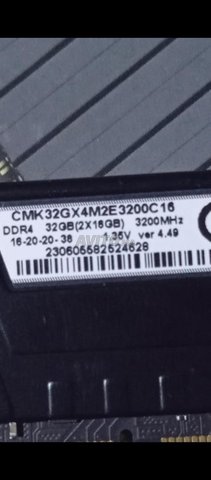 CMK32GX4M2E3200C16
DDR4 32GB(2X16GB) 3200MHz
16-20-20-38 1.35V ver 4.49
230605582524628